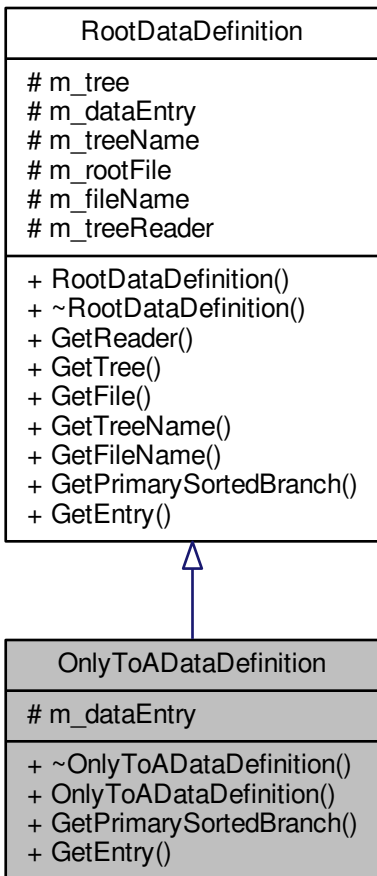 RootDataDefinition
# m_tree
# m_dataEntry
# m_treeName
# m_rootFile
# m_fileName
# m_treeReader
+ RootDataDefinition()
+ ~RootDataDefinition()
+ GetReader()
+ GetTree()
+ GetFile()
+ GetTreeName()
+ GetFileName()
+ GetPrimarySortedBranch()
+ GetEntry()
OnlyToADataDefinition
# m_dataEntry
+ ~OnlyToADataDefinition()
+ OnlyToADataDefinition()
+ GetPrimarySortedBranch()
+ GetEntry()